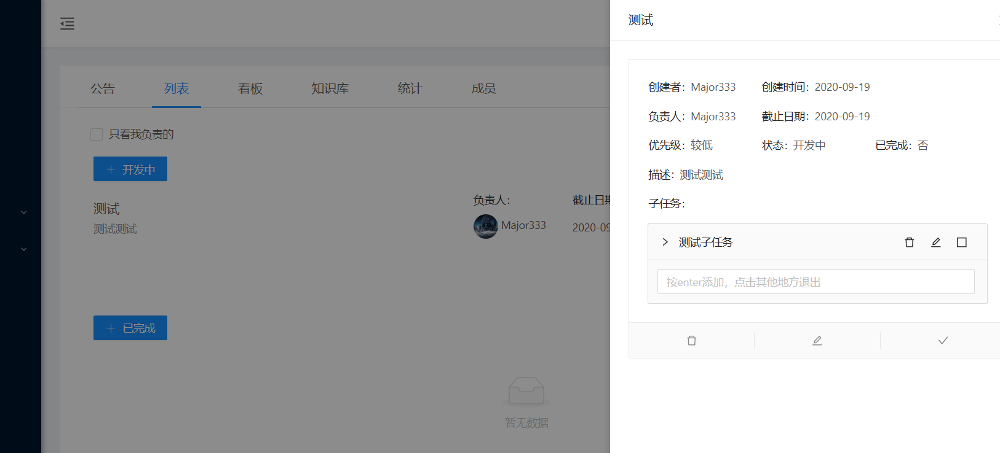 公告 列表 看板 知识库 统计 成员
只看我负责的
+ 开发中
测试
测试测试
负责人：
Major333
截止日期
2020-09
+ 已完成
暂无数据
测试
创建者：Major333 创建时间：2020-09-19
负责人：Major333 截止日期：2020-09-19
优先级：较低 状态：开发中 已完成：否
描述：测试测试
子任务：
测试子任务
按enter添加，点击其他地方退出